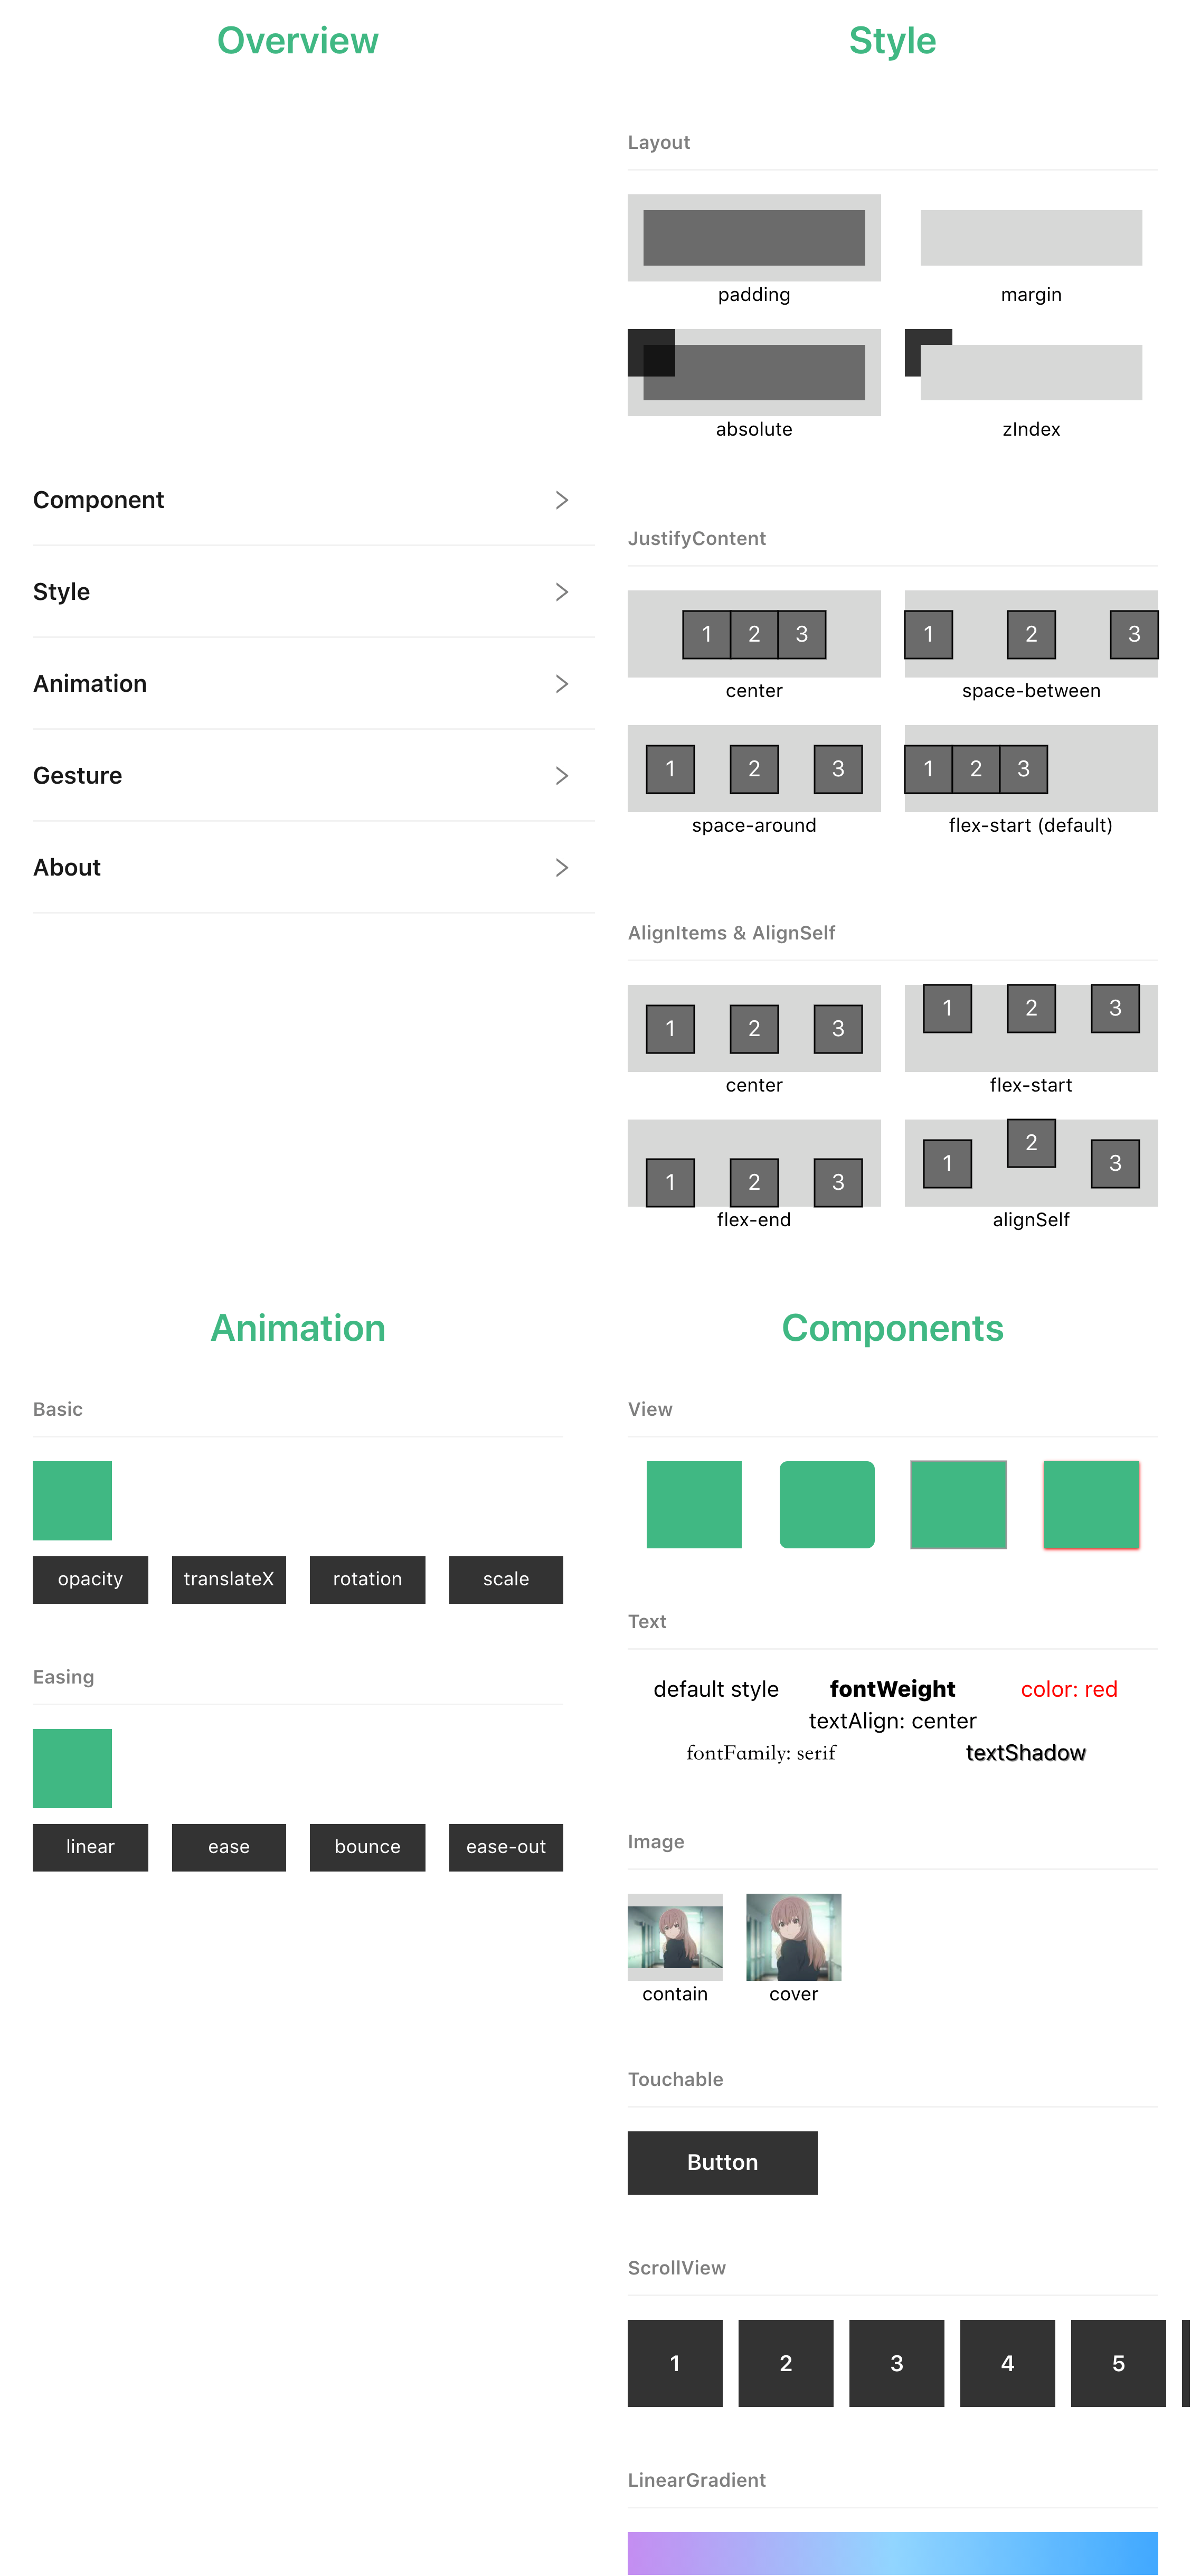 Overview
Component
Style
Animation
Gesture
About
Style
Layout
padding
margin
absolute
zIndex
JustifyContent
1 2 3
1 2 3
center
space-between
1 2 3
1 2 3
space-around
flex-start (default)
AlignItems & AlignSelf
1 2 3
1 2 3
center
flex-start
1 2 3
1 2 3
flex-end
alignSelf
Animation
Basic
opacity
translateX
rotation
scale
Easing
linear
ease
bounce
ease-out
Components
View
Text
default style
fontWeight
color: red
textAlign: center
fontFamily: serif
textShadow
Image
contain
cover
Touchable
Button
ScrollView
1 2 3 4 5
LinearGradient